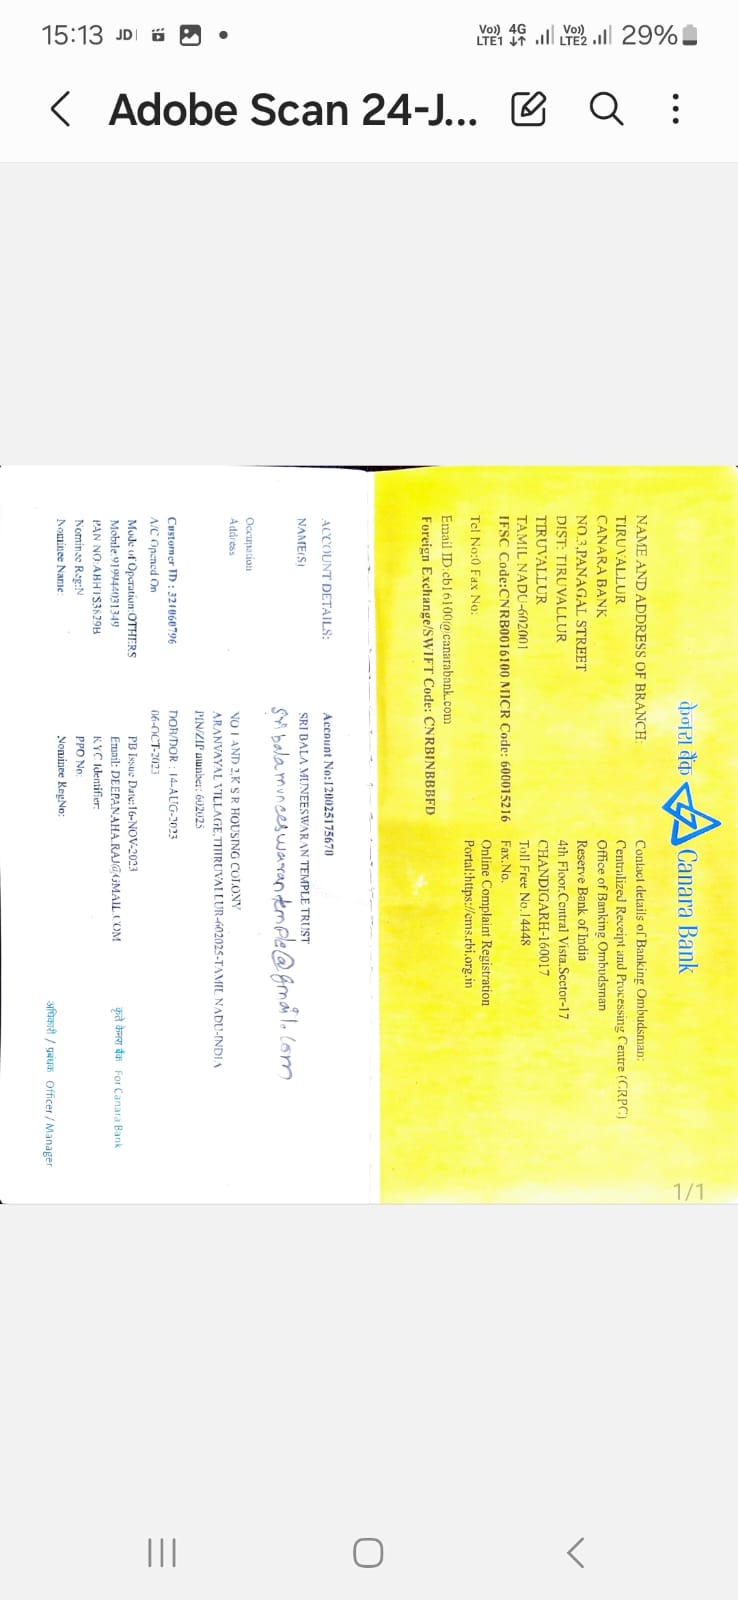 15:13
Vo)) 4G LTE1 Vo)) LTE2 29%
Adobe Scan 24-J...
1/1
केनरा बैंक Canara Bank
NAME AND ADDRESS OF BRANCH:
TIRUVALLUR
CANARA BANK
NO.3,PANAGAL STREET
DIST: TIRUVALLUR
TIRUVALLUR
TAMIL NADU-602001
IFSC Code:CNRB0016100 MICR Code: 600015216
Tel No:0 Fax No:
Email ID:cb16100@canarabank.com
Foreign Exchange/SWIFT Code: CNRBINBBBFD
Contact details of Banking Ombudsman:
Centralized Receipt and Processing Centre (CRPC)
Office of Banking Ombudsman
Reserve Bank of India
4th Floor,Central Vista,Sector-17
CHANDIGARH-160017
Toll Free No.14448
Fax.No.
Online Complaint Registration
Portal:https://cms.rbi.org.in
ACCOUNT DETAILS: Account No:120025175670
NAME(S) SRI BALA MUNEESWARAN TEMPLE TRUST
sri balamuneeswarantemple@gmail.com
Occupation
Address NO 1 AND 2,K S R HOUSING COLONY
ARANVAYAL VILLAGE,THIRUVALLUR-602025-TAMIL NADU-INDIA
PIN/ZIP number: 602025
Customer ID : 321060796 DOB/DOR : 14-AUG-2023
A/C Opened On 06-OCT-2023
Mode of Operation:OTHERS PB Issue Date:16-NOV-2023
Mobile:919944031349 Email: DEEPANAHA.RAJ@GMAIL.COM
PAN NO:ABHTS3829B KYC Identifier:
Nominee Reg:N PPO No:
Nominee Name: Nominee RegNo:
कृते केनरा बैंक For Canara Bank
अधिकारी / प्रबंधक Officer / Manager